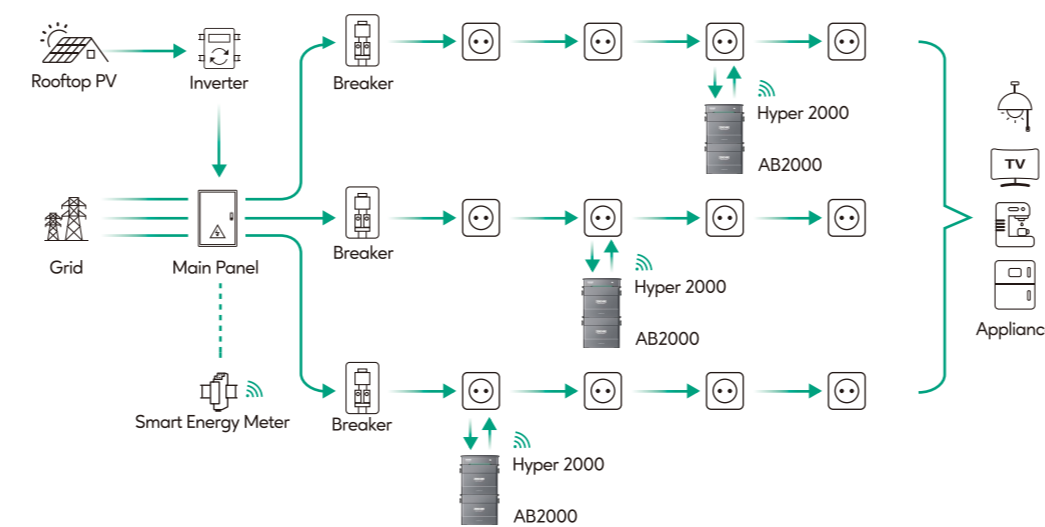 Rooftop PV
Inverter
Breaker
Hyper 2000
AB2000
TV
Grid
Main Panel
Breaker
Hyper 2000
AB2000
Applianc
Smart Energy Meter
Breaker
Hyper 2000
AB2000